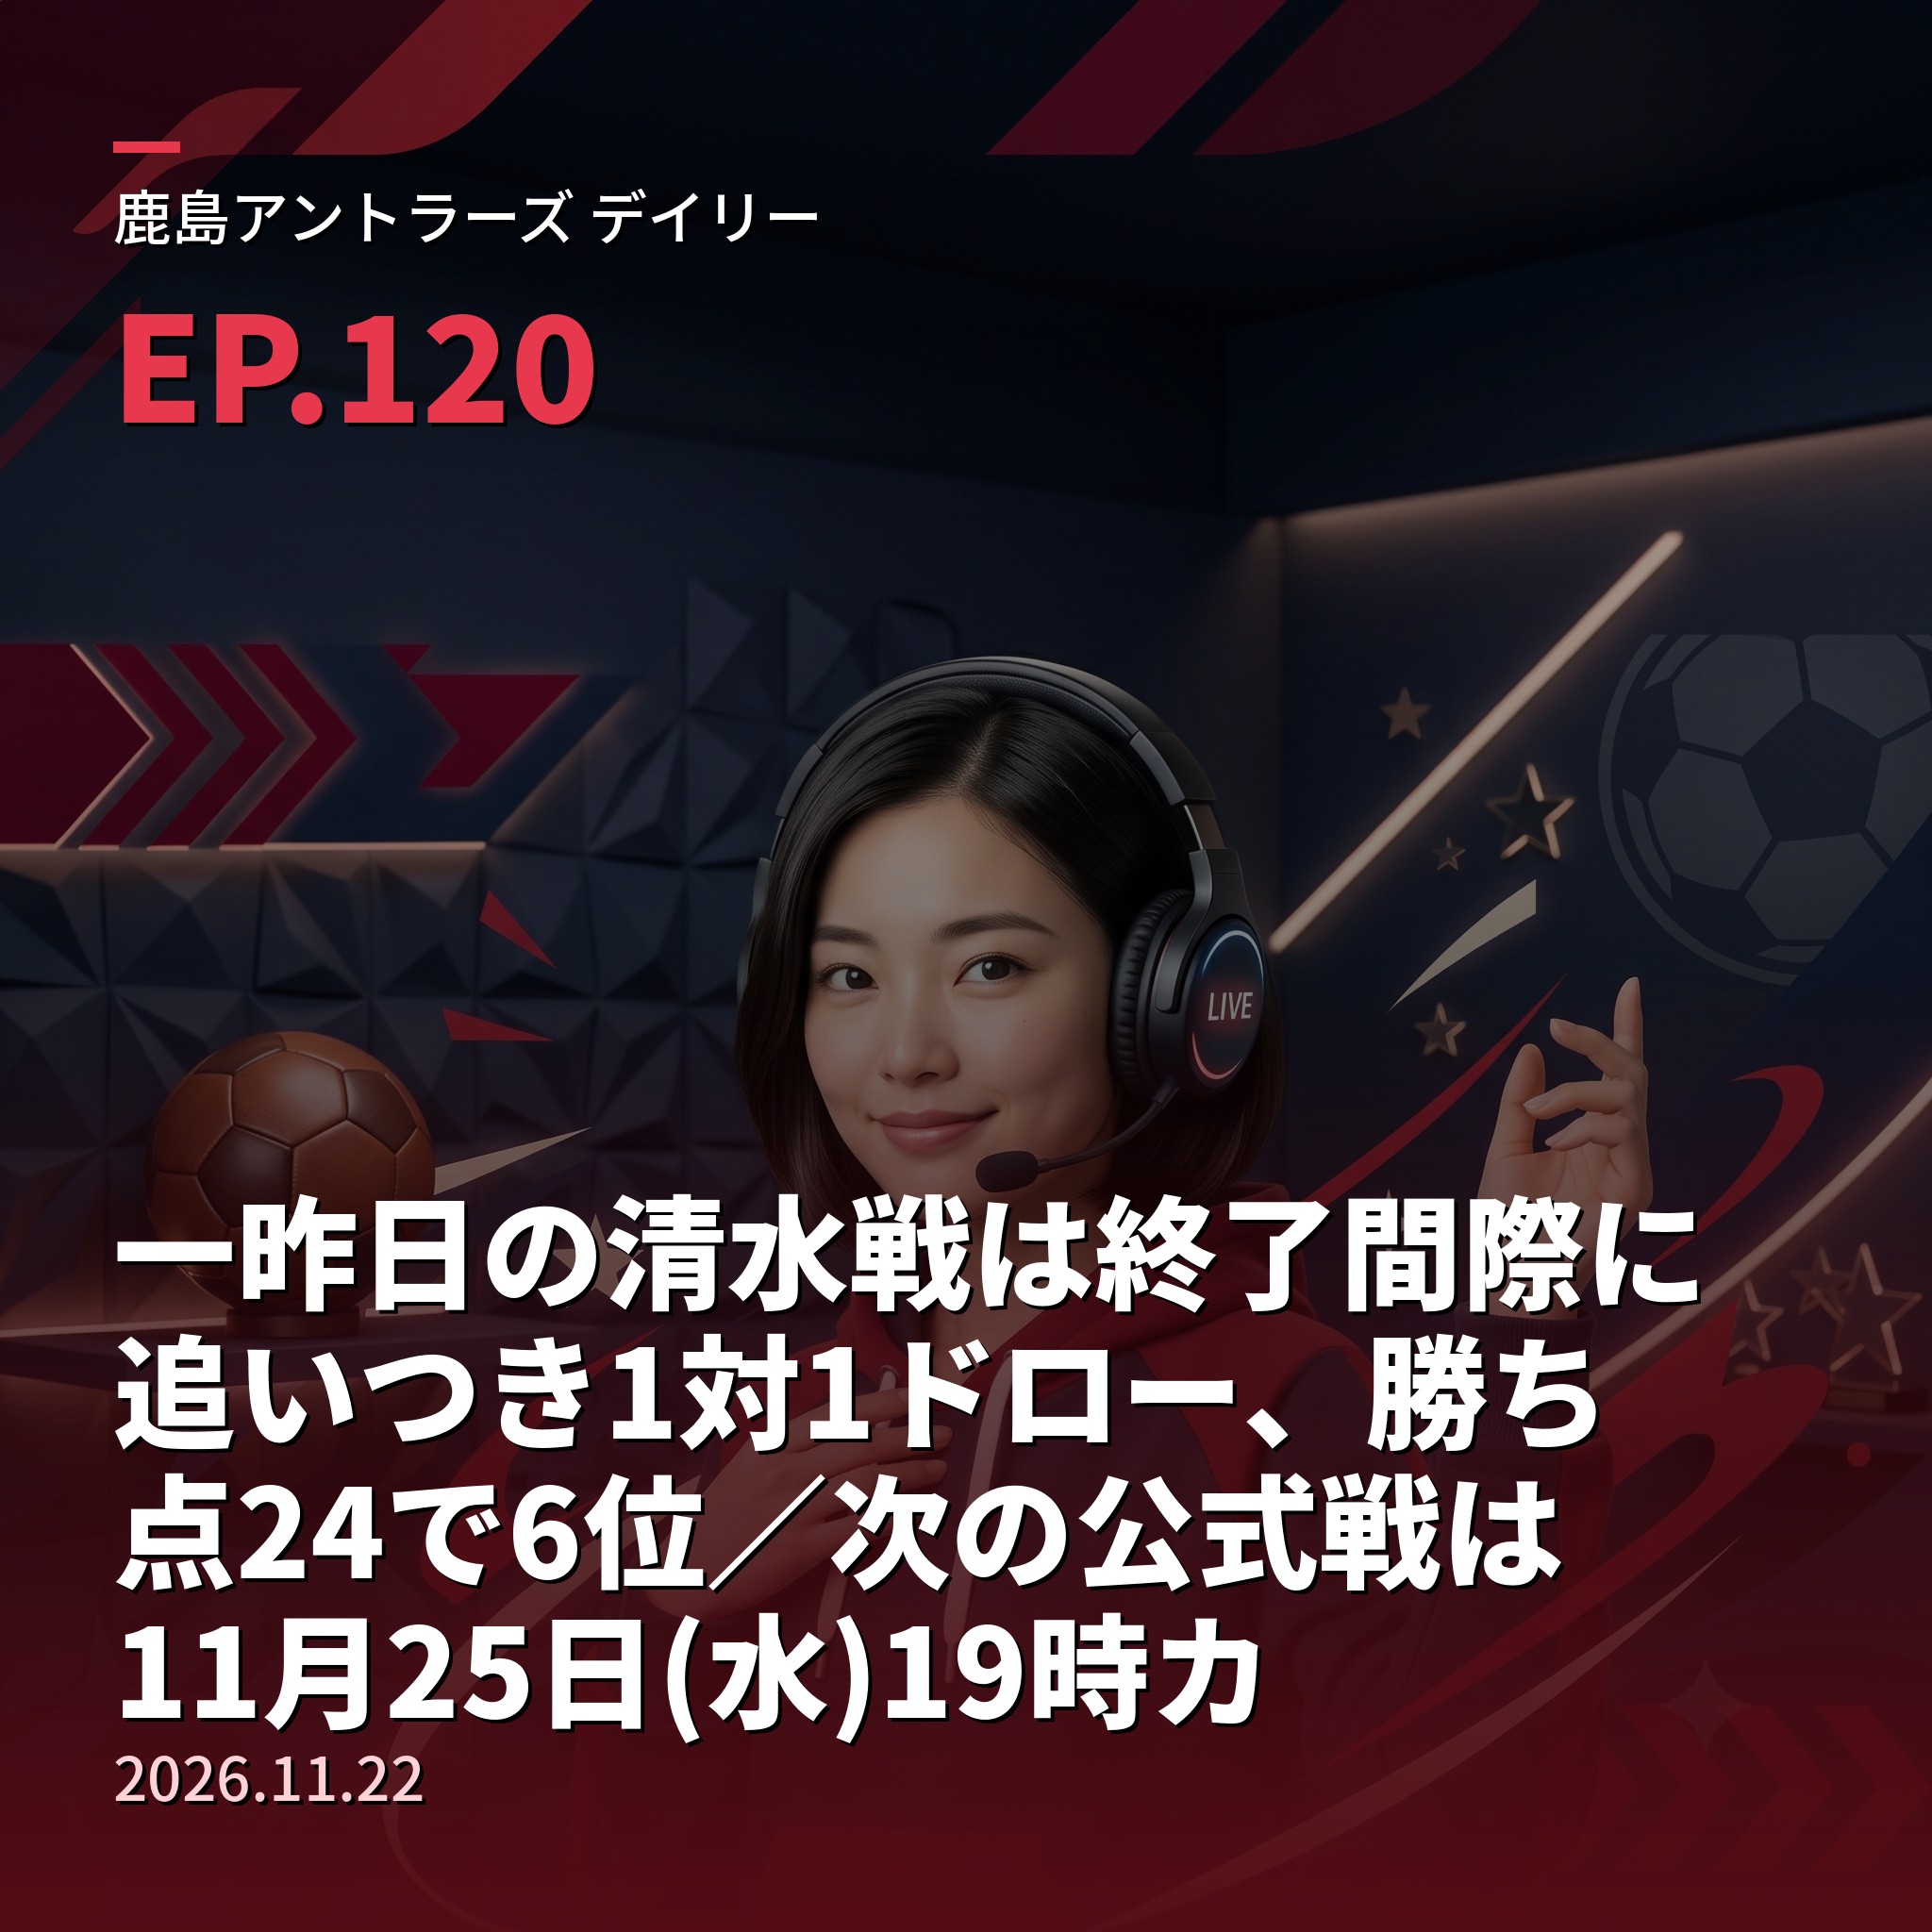 鹿島アントラーズ デイリー
EP.120
LIVE
一昨日の清水戦は終了間際に
追いつき1対1ドロー、勝ち
点24で6位／次の公式戦は
11月25日(水)19時カ
2026.11.22